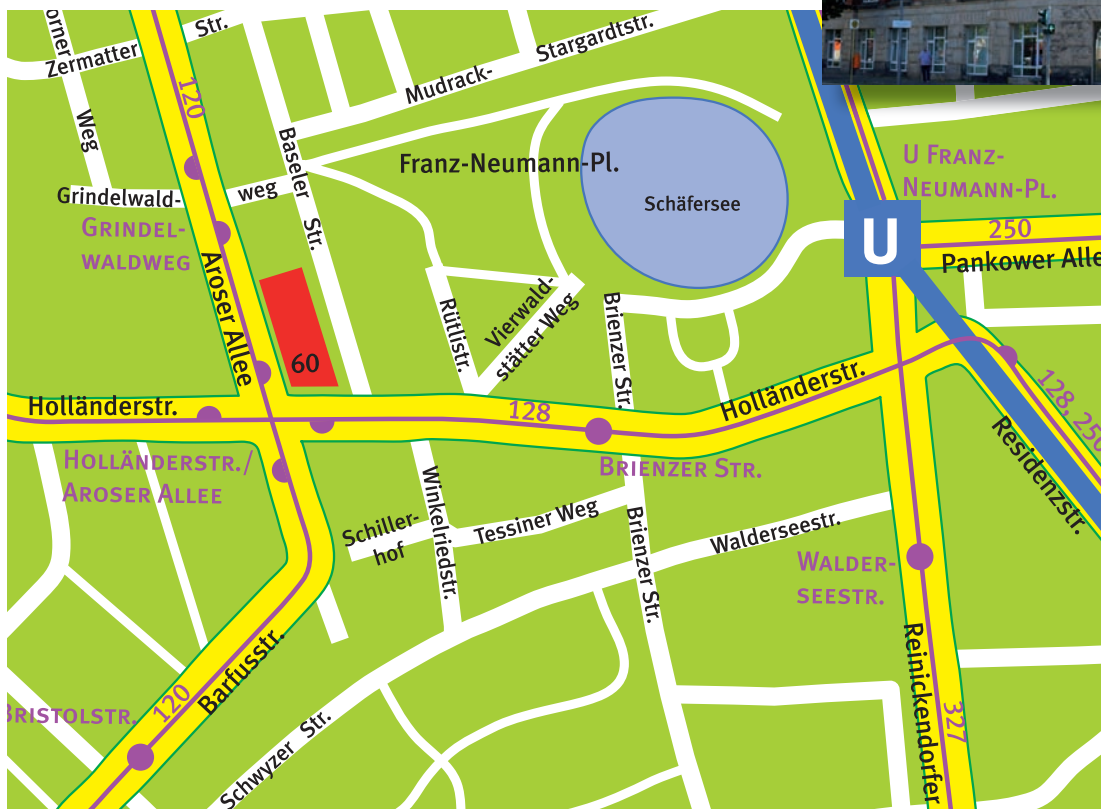 orner
Weg
Zermatter Str.
120
Mudrack-
Stargardtstr.
Baseler Str.
Franz-Neumann-Pl.
Schäfersee
U Franz-
Neumann-Pl.
U
250
Pankower Alle
Grindelwald-
weg
Grindel-
waldweg
Aroser Allee
60
Rütlistr.
Vierwald-
stätter Weg
Brienzer Str.
Holländerstr.
128
Holländerstr.
128, 250
Residenzstr.
Holländerstr./
Aroser Allee
Brienzer Str.
Winkelriedstr.
Schiller-
hof
Tessiner Weg
Brienzer Str.
Walderseestr.
Walder-
seestr.
Reinickendorfer
327
Barfusstr.
120
Bristolstr.
Schwyzer Str.